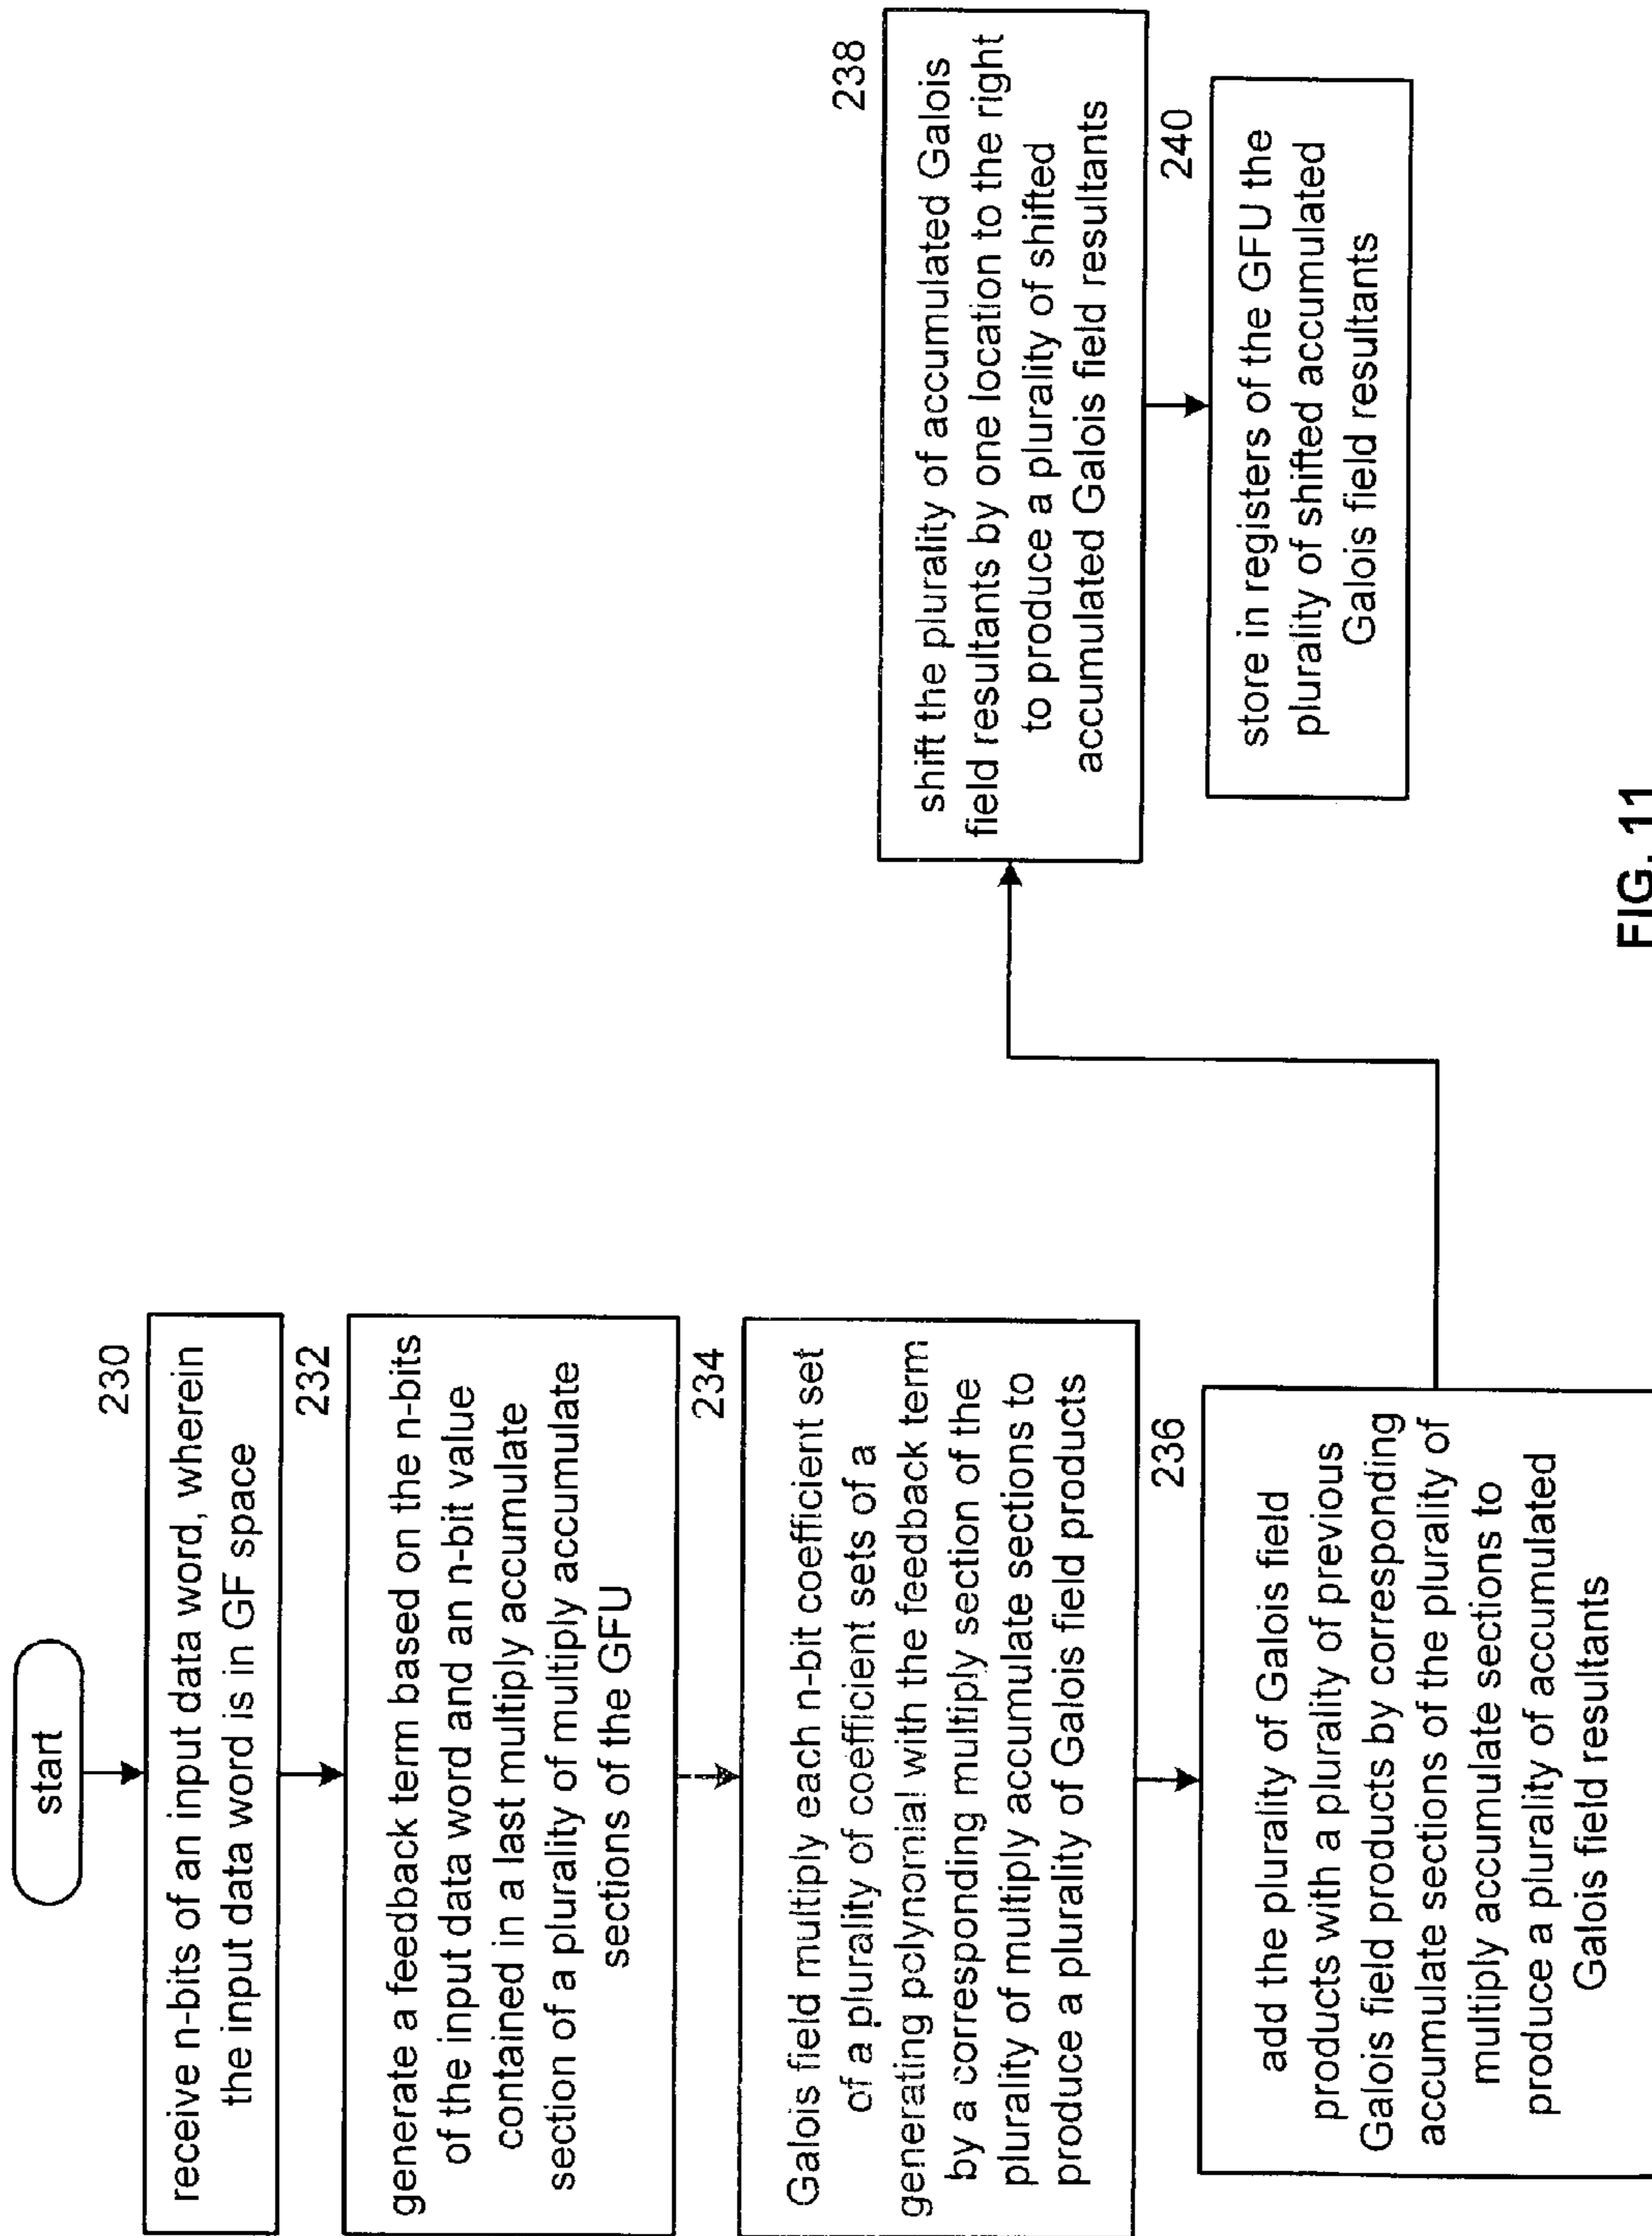 start
230
receive n-bits of an input data word, wherein
the input data word is in GF space
232
generate a feedback term based on the n-bits
of the input data word and an n-bit value
contained in a last multiply accumulate
section of a plurality of multiply accumulate
sections of the GFU
234
Galois field multiply each n-bit coefficient set
of a plurality of coefficient sets of a
generating polynomial with the feedback term
by a corresponding multiply section of the
plurality of multiply accumulate sections to
produce a plurality of Galois field products
236
add the plurality of Galois field
products with a plurality of previous
Galois field products by corresponding
accumulate sections of the plurality of
multiply accumulate sections to
produce a plurality of accumulated
Galois field resultants
238
shift the plurality of accumulated Galois
field resultants by one location to the right
to produce a plurality of shifted
accumulated Galois field resultants
240
store in registers of the GFU the
plurality of shifted accumulated
Galois field resultants
FIG. 11